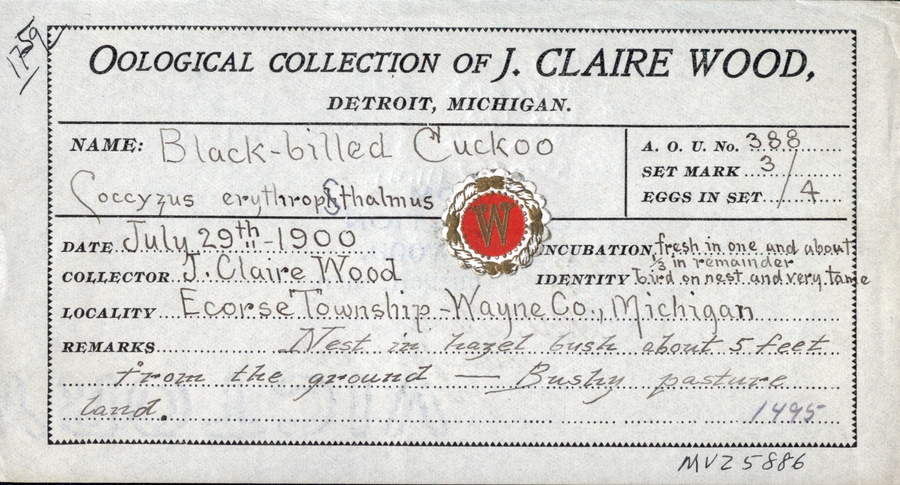 1759
OOLOGICAL COLLECTION OF J. CLAIRE WOOD,
DETROIT, MICHIGAN.
NAME: Black-billed Cuckoo
Coccyzus erythrophthalmus
A. O. U. No. 388
SET MARK 3/
EGGS IN SET /4
W
DATE July 29th - 1900
INCUBATION fresh in one and about
1/3 in remainder
COLLECTOR J. Claire Wood
IDENTITY bird on nest and very tame
LOCALITY Ecorse Township - Wayne Co., Michigan
REMARKS Nest in hazel bush about 5 feet
from the ground — Bushy pasture
land.
1495
MVZ 5886